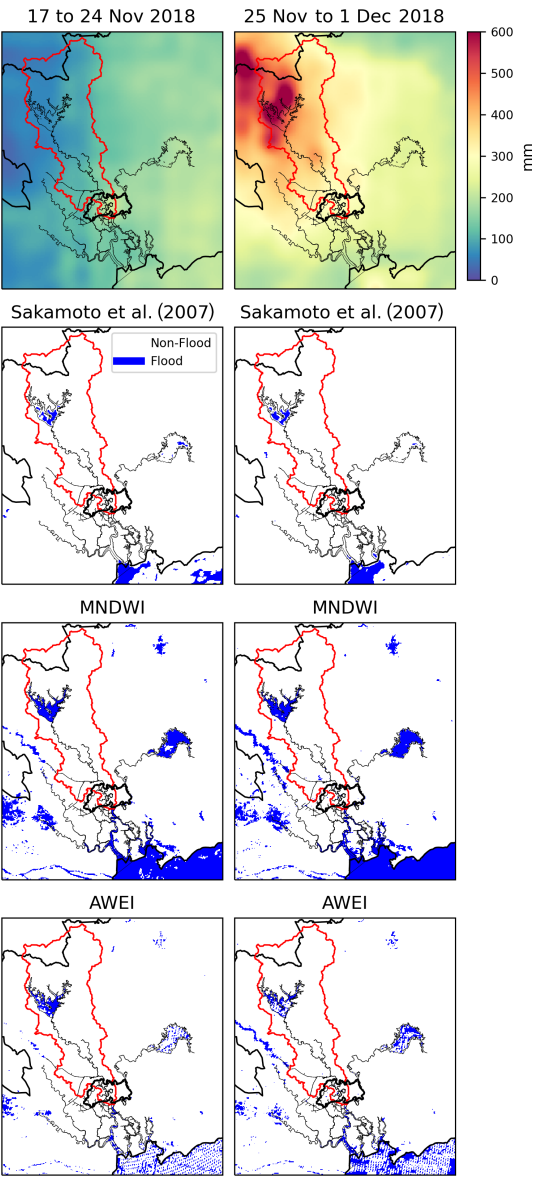 17 to 24 Nov 2018
25 Nov to 1 Dec 2018
600
500
400
300
200
100
0
mm
Sakamoto et al. (2007)
Sakamoto et al. (2007)
Non-Flood
Flood
MNDWI
MNDWI
AWEI
AWEI